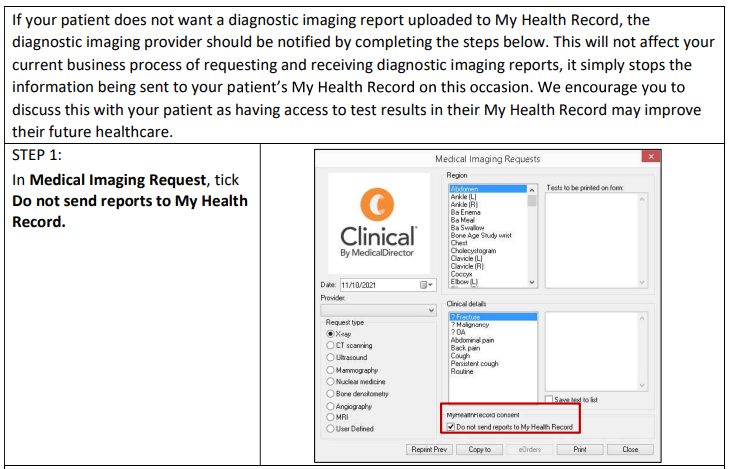 If your patient does not want a diagnostic imaging report uploaded to My Health Record, the
diagnostic imaging provider should be notified by completing the steps below. This will not affect your
current business process of requesting and receiving diagnostic imaging reports, it simply stops the
information being sent to your patient's My Health Record on this occasion. We encourage you to
discuss this with your patient as having access to test results in their My Health Record may improve
their future healthcare.
STEP 1:
In Medical Imaging Request, tick
Do not send reports to My Health
Record.
Medical Imaging Requests
Clinical
By MedicalDirector
Date: 11/10/2021
Provider:
Request type
X-ray
CT scanning
Ultrasound
Mammography
Nuclear medicine
Bone densitometry
Angiography
MRI
User Defined
Region
Abdomen
Ankle (L)
Ankle (R)
Ba Enema
Ba Meal
Ba Swallow
Bone Age Study wrist
Chest
Cholecystogram
Clavicle (L)
Clavicle (R)
Coccyx
Elbow (L)
Tests to be printed on form:
Clinical details
? Fracture
? Malignancy
? OA
Abdominal pain
Back pain
Cough
Persistent cough
Routine
Save text to list
MyHealthRecord consent
Do not send reports to My Health Record
Reprint Prev
Copy to
eOrders
Print
Close